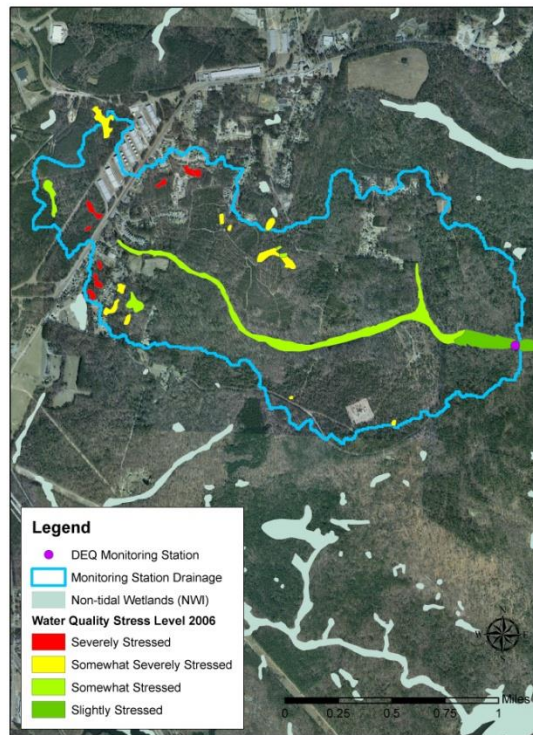 Legend
DEQ Monitoring Station
Monitoring Station Drainage
Non-tidal Wetlands (NWI)
Water Quality Stress Level 2006
Severely Stressed
Somewhat Severely Stressed
Somewhat Stressed
Slightly Stressed
N
W E
S
Miles
0 0.25 0.5 0.75 1